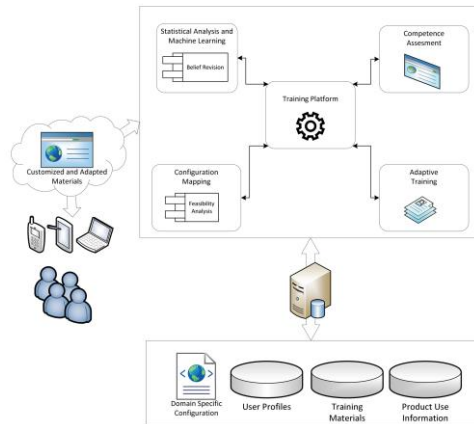 Statistical Analysis and
Machine Learning
Belief Revision
Competence
Assesment
Training Platform
Customized and Adapted
Materials
Configuration
Mapping
Feasibility
Analysis
Adaptive
Training
Domain Specific
Configuration
User Profiles
Training
Materials
Product Use
Information